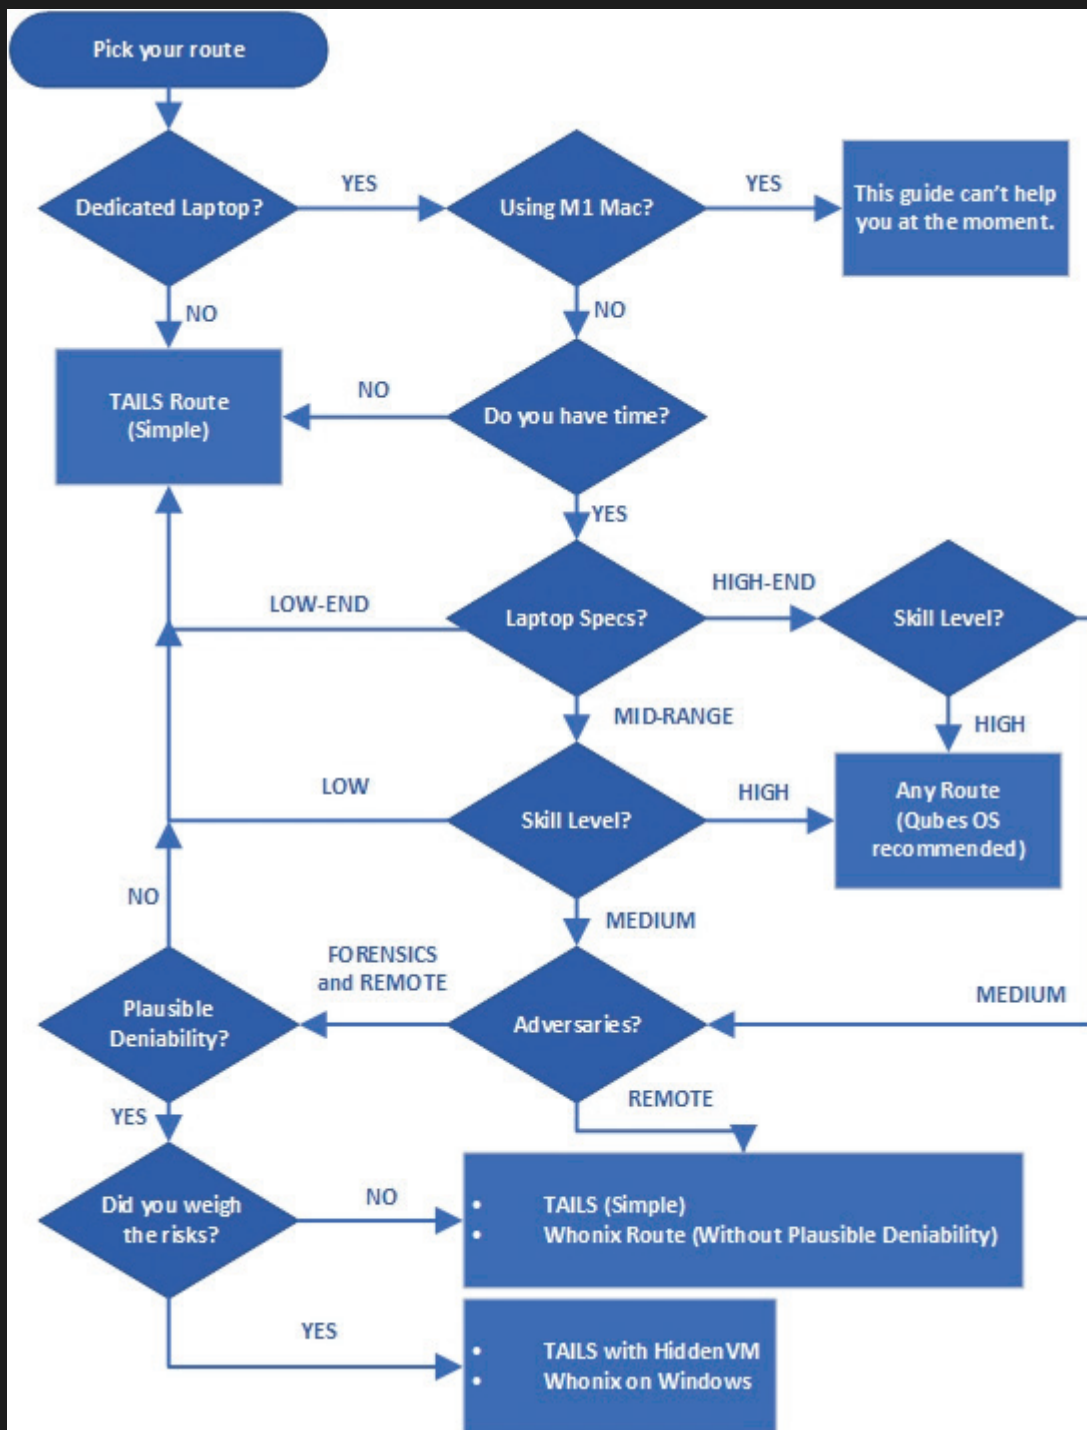 Pick your route
Dedicated Laptop?
YES
Using M1 Mac?
YES
This guide can't help
you at the moment.
NO
NO
TAILS Route
(Simple)
NO
Do you have time?
YES
LOW-END
Laptop Specs?
HIGH-END
Skill Level?
MID-RANGE
HIGH
LOW
Skill Level?
HIGH
Any Route
(Qubes OS
recommended)
NO
MEDIUM
FORENSICS
and REMOTE
Plausible
Deniability?
Adversaries?
MEDIUM
YES
REMOTE
Did you weigh
the risks?
NO
• TAILS (Simple)
• Whonix Route (Without Plausible Deniability)
YES
• TAILS with HiddenVM
• Whonix on Windows